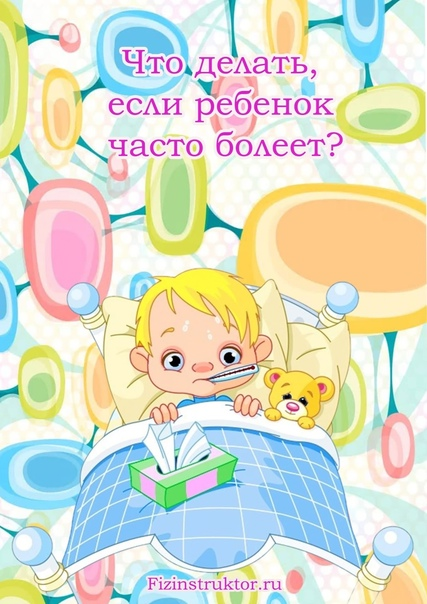 Что делать,
если ребенок
часто болеет?
Fizinstruktor.ru